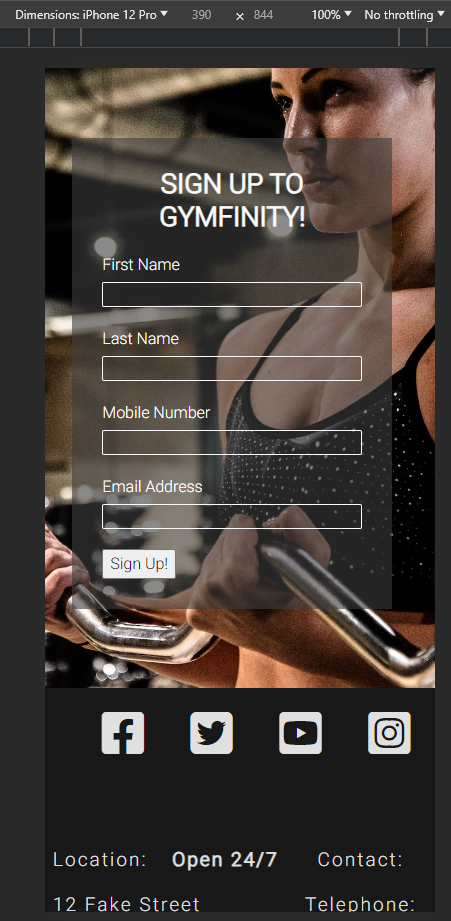 Dimensions: iPhone 12 Pro 390 × 844 100% No throttling
SIGN UP TO
GYMFINITY!
First Name
Last Name
Mobile Number
Email Address
Sign Up!
Location: Open 24/7 Contact:
12 Fake Street Telephone: